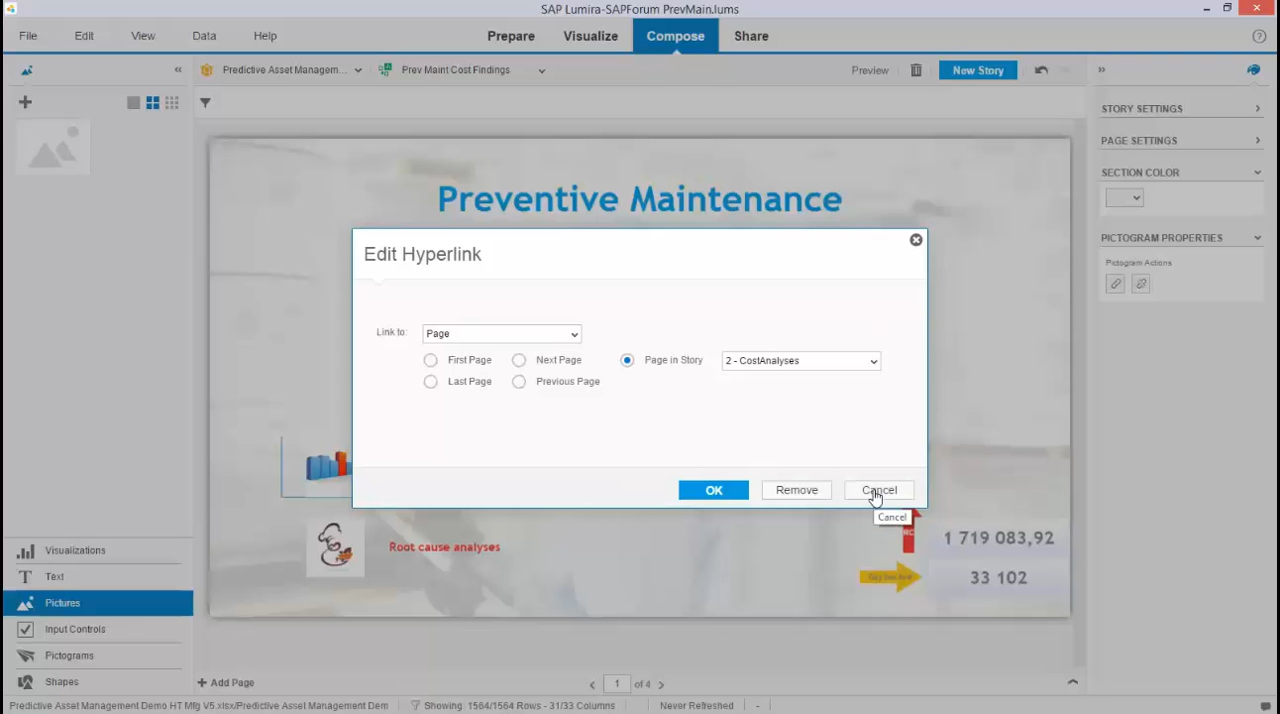 SAP Lumira-SAPForum PrevMain.lums
File Edit View Data Help Prepare Visualize Compose Share
Predictive Asset Managem... Prev Maint Cost Findings Preview New Story
STORY SETTINGS
PAGE SETTINGS
SECTION COLOR
PICTOGRAM PROPERTIES
Pictogram Actions
Preventive Maintenance
Edit Hyperlink
Link to: Page
First Page Next Page Page in Story 2 - CostAnalyses
Last Page Previous Page
OK Remove Cancel
Cancel
Root cause analyses
1 719 083,92
33 102
Visualizations
Text
Pictures
Input Controls
Pictograms
Shapes
Add Page 1 of 4
Predictive Asset Management Demo HT Mfg V5.xlsx/Predictive Asset Management Dem Showing: 1564/1564 Rows - 31/33 Columns Never Refreshed -